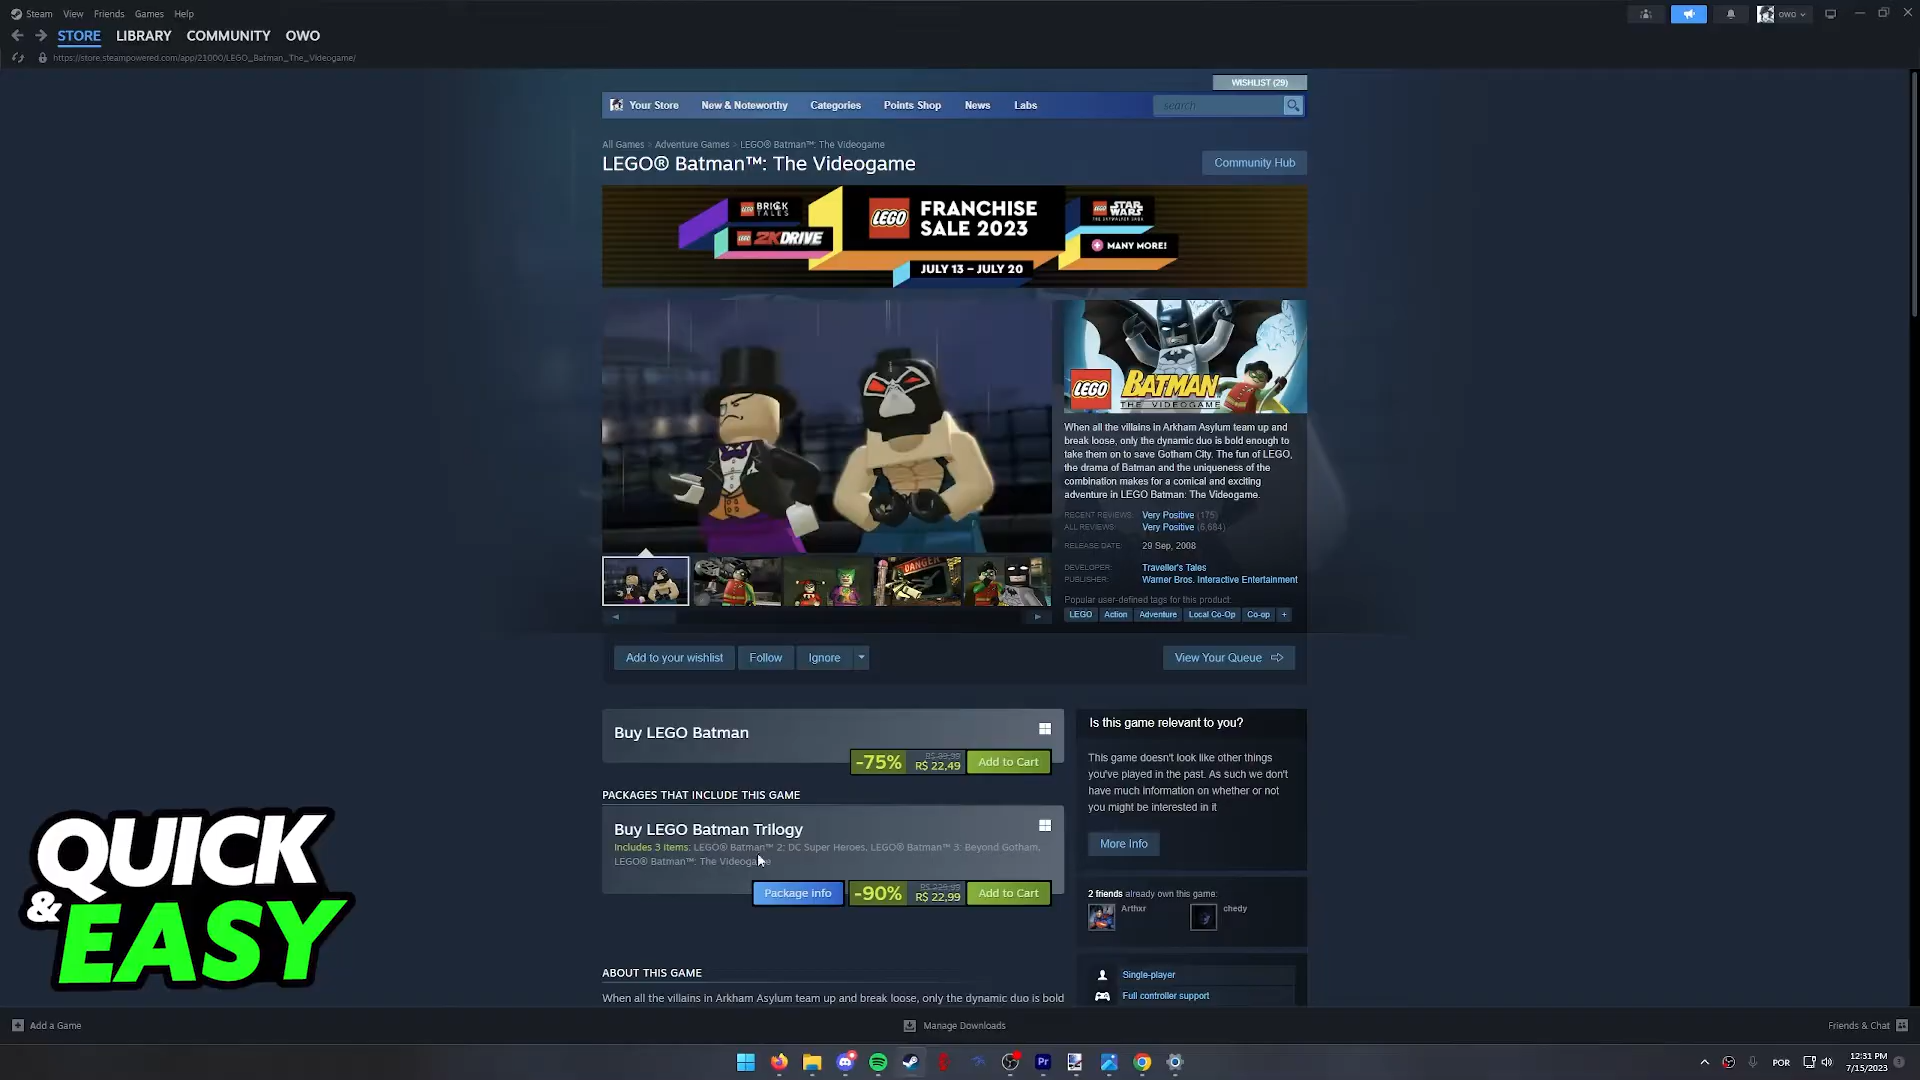 Steam View Friends Games Help
owo
STORE LIBRARY COMMUNITY OWO
https://store.steampowered.com/app/21000/LEGO_Batman_The_Videogame/
WISHLIST (29)
Your Store New & Noteworthy Categories Points Shop News Labs search
All Games > Adventure Games > LEGO® Batman™: The Videogame
LEGO® Batman™: The Videogame
Community Hub
LEGO BRICK TALES
LEGO 2KDRIVE
LEGO FRANCHISE SALE 2023
JULY 13 – JULY 20
LEGO STAR WARS
MANY MORE!
LEGO BATMAN
THE VIDEOGAME
When all the villains in Arkham Asylum team up and
break loose, only the dynamic duo is bold enough to
take them on to save Gotham City. The fun of LEGO,
the drama of Batman and the uniqueness of the
combination makes for a comical and exciting
adventure in LEGO Batman: The Videogame.
RECENT REVIEWS: Very Positive (175)
ALL REVIEWS: Very Positive (6,684)
RELEASE DATE: 29 Sep, 2008
DEVELOPER: Traveller's Tales
PUBLISHER: Warner Bros. Interactive Entertainment
Popular user-defined tags for this product:
LEGO Action Adventure Local Co-Op Co-op +
DANGER
Add to your wishlist Follow Ignore View Your Queue
Buy LEGO Batman
-75% R$ 89,99 R$ 22,49 Add to Cart
PACKAGES THAT INCLUDE THIS GAME
Buy LEGO Batman Trilogy
Includes 3 items: LEGO® Batman™ 2: DC Super Heroes, LEGO® Batman™ 3: Beyond Gotham,
LEGO® Batman™: The Videogame
Package info -90% R$ 229,99 R$ 22,99 Add to Cart
Is this game relevant to you?
This game doesn't look like other things
you've played in the past. As such we don't
have much information on whether or not
you might be interested in it
More Info
2 friends already own this game:
Arthxr chedy
Single-player
Full controller support
ABOUT THIS GAME
When all the villains in Arkham Asylum team up and break loose, only the dynamic duo is bold
QUICK
& EASY
Add a Game Manage Downloads Friends & Chat
Pr
POR
12:31 PM
7/15/2023